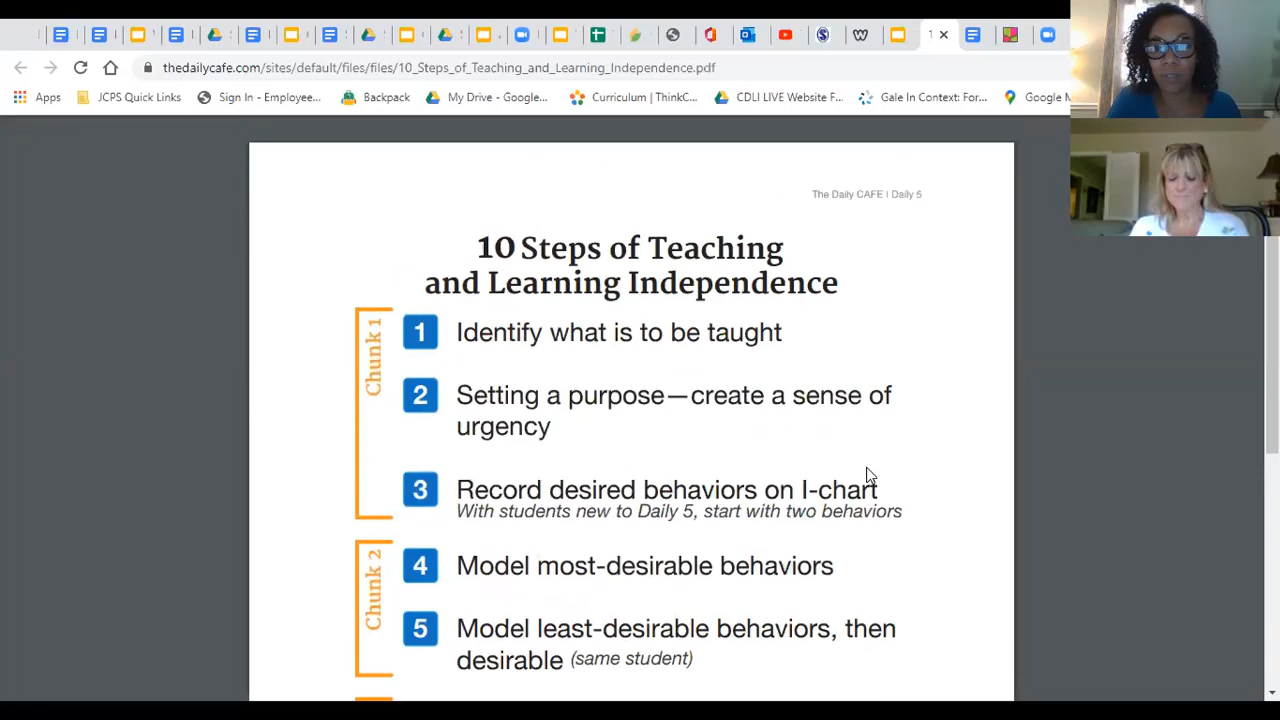 thedailycafe.com/sites/default/files/files/10_Steps_of_Teaching_and_Learning_Independence.pdf
Apps JCPS Quick Links Sign In - Employee... Backpack My Drive - Google... Curriculum | ThinkC... CDLI LIVE Website F... Gale In Context: For... Google M
The Daily CAFE | Daily 5
10 Steps of Teaching
and Learning Independence
Chunk 1
1 Identify what is to be taught
2 Setting a purpose—create a sense of
urgency
3 Record desired behaviors on I-chart
With students new to Daily 5, start with two behaviors
Chunk 2
4 Model most-desirable behaviors
5 Model least-desirable behaviors, then
desirable (same student)